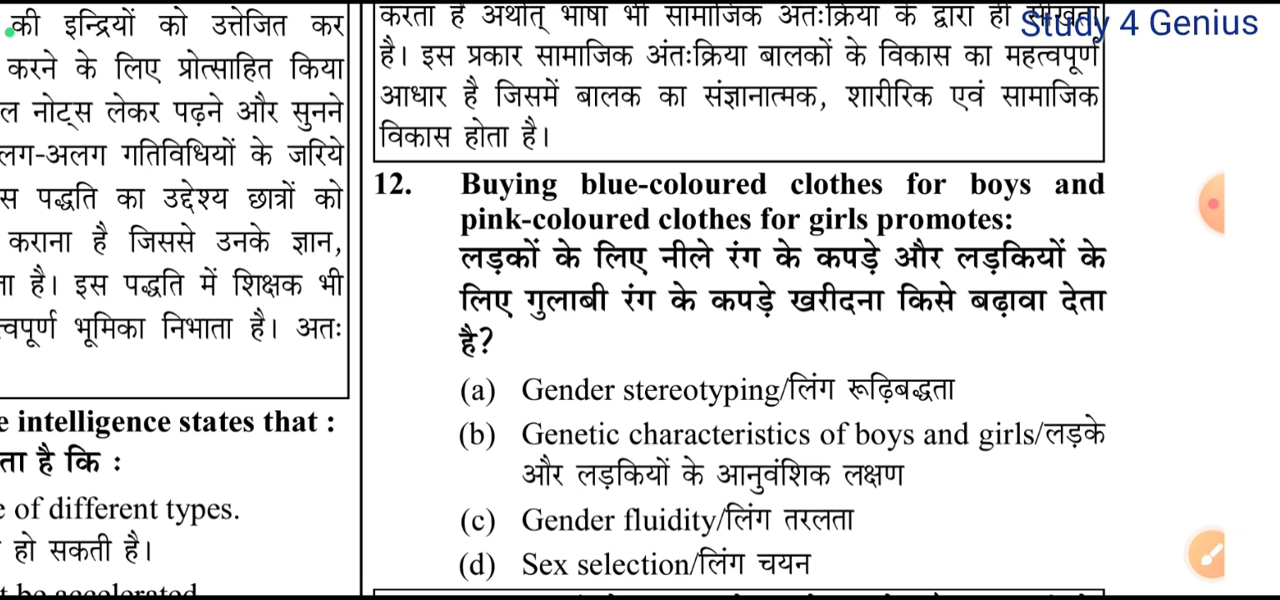 की इन्द्रियों को उत्तेजित कर
करने के लिए प्रोत्साहित किया
ल नोट्स लेकर पढ़ने और सुनने
लग-अलग गतिविधियों के जरिये
स पद्धति का उद्देश्य छात्रों को
कराना है जिससे उनके ज्ञान,
ता है। इस पद्धति में शिक्षक भी
त्वपूर्ण भूमिका निभाता है। अतः
e intelligence states that :
ता है कि :
e of different types.
हो सकती है।
t be accelerated
करता है अर्थात् भाषा भी सामाजिक अंतःक्रिया के द्वारा ही सीखता
Study 4 Genius
है। इस प्रकार सामाजिक अंतःक्रिया बालकों के विकास का महत्वपूर्ण
आधार है जिसमें बालक का संज्ञानात्मक, शारीरिक एवं सामाजिक
विकास होता है।
12. Buying blue-coloured clothes for boys and
pink-coloured clothes for girls promotes:
लड़कों के लिए नीले रंग के कपड़े और लड़कियों के
लिए गुलाबी रंग के कपड़े खरीदना किसे बढ़ावा देता
है?
(a) Gender stereotyping/लिंग रूढ़िबद्धता
(b) Genetic characteristics of boys and girls/लड़के
और लड़कियों के आनुवंशिक लक्षण
(c) Gender fluidity/लिंग तरलता
(d) Sex selection/लिंग चयन